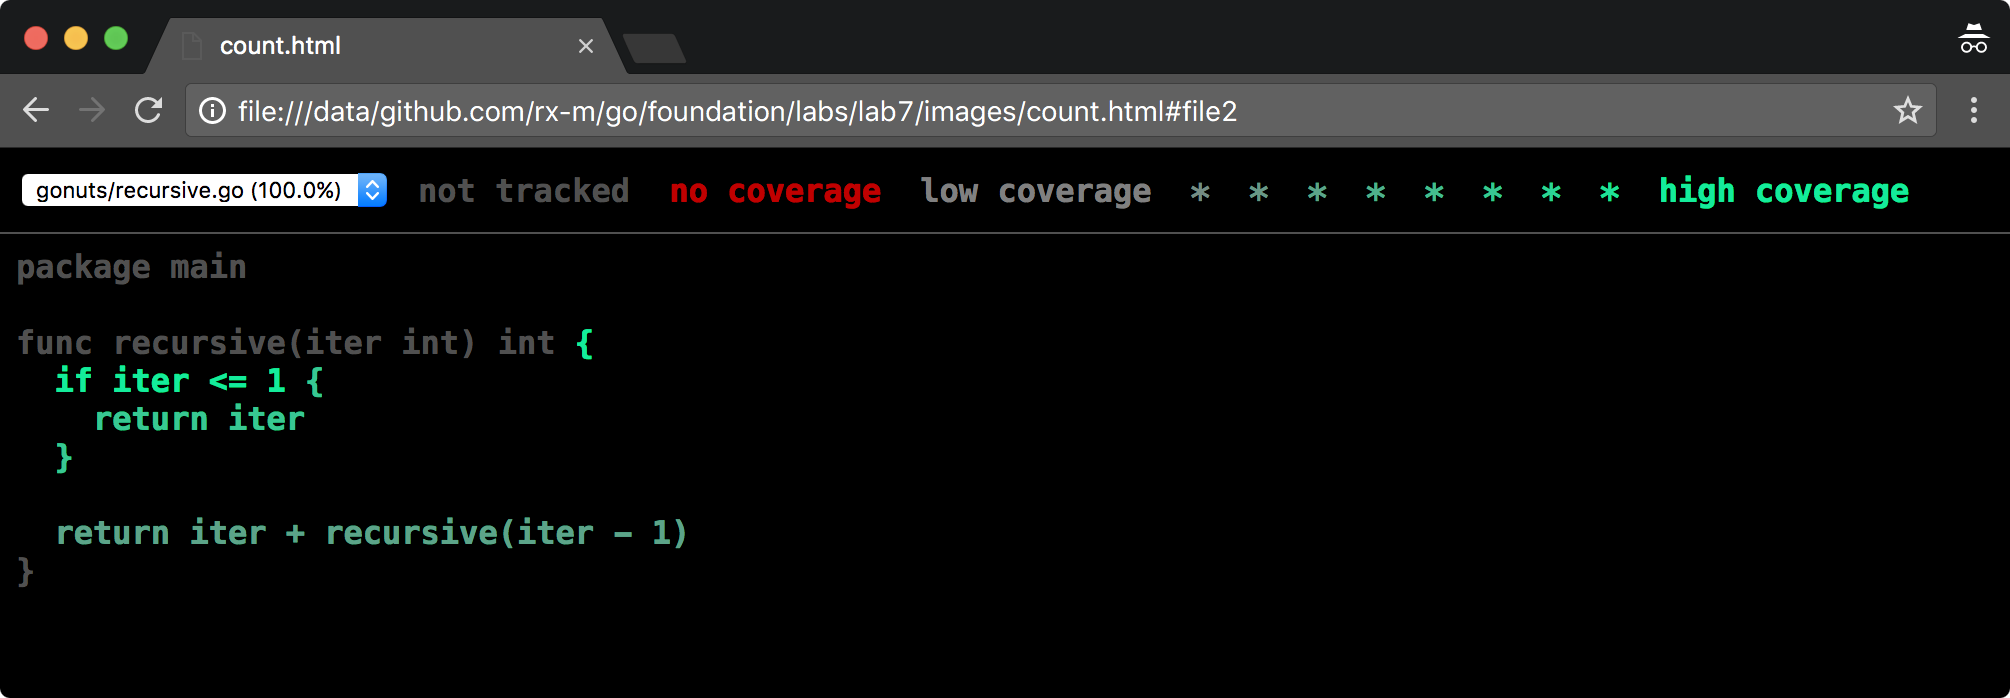 count.html
file:///data/github.com/rx-m/go/foundation/labs/lab7/images/count.html#file2
gonuts/recursive.go (100.0%) not tracked no coverage low coverage * * * * * * * * high coverage
package main
func recursive(iter int) int {
  if iter <= 1 {
    return iter
  }
  return iter + recursive(iter - 1)
}